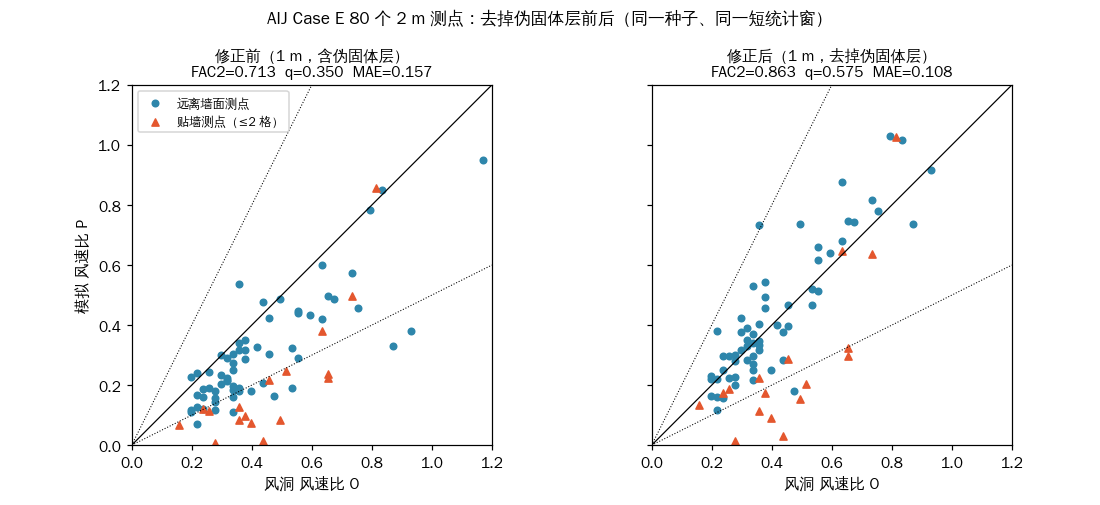 AIJ Case E 80 个 2 m 测点：去掉伪固体层前后（同一种子、同一短统计窗）
修正前（1 m，含伪固体层）
FAC2=0.713 q=0.350 MAE=0.157
远离墙面测点
贴墙测点（≤2 格）
模拟 风速比 P
1.2
1.0
0.8
0.6
0.4
0.2
0.0
0.0 0.2 0.4 0.6 0.8 1.0 1.2
风洞 风速比 O
修正后（1 m，去掉伪固体层）
FAC2=0.863 q=0.575 MAE=0.108
0.0 0.2 0.4 0.6 0.8 1.0 1.2
风洞 风速比 O